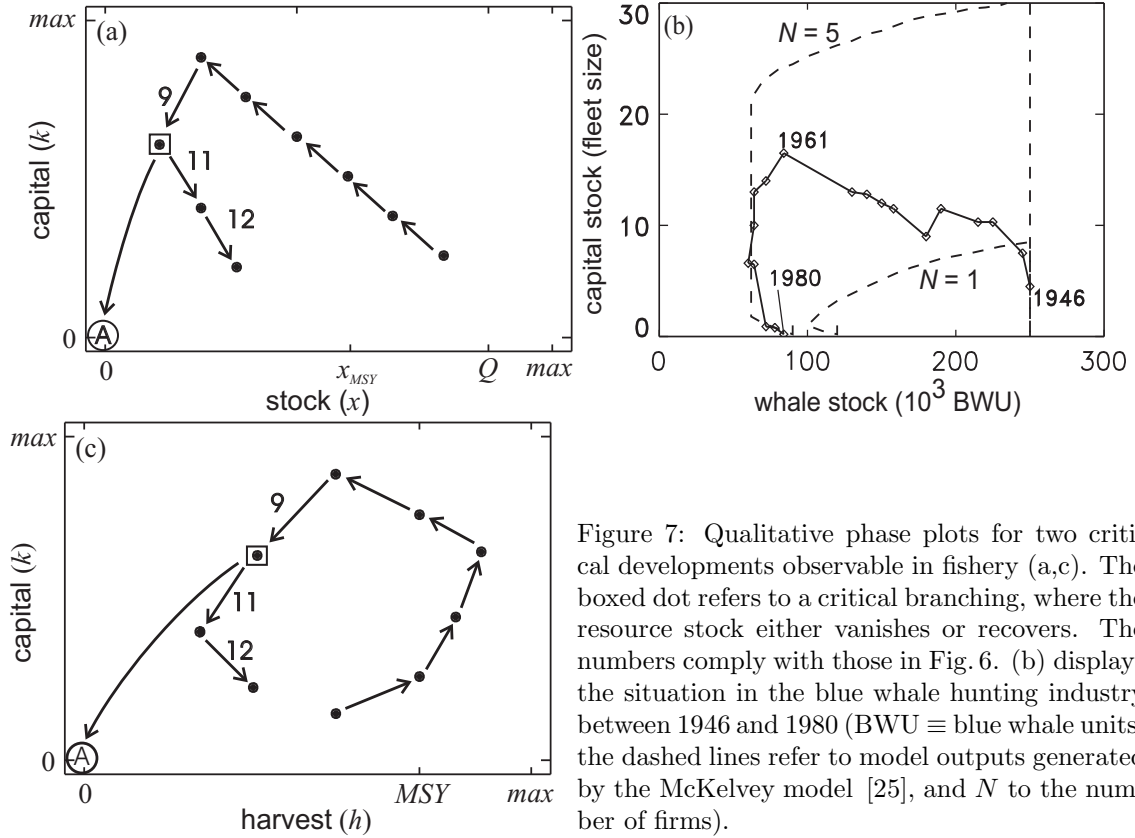 max
(a)
9
11
12
capital (k)
0
A
0
x_MSY
Q
max
stock (x)
(b)
30
20
10
0
N = 5
1961
1980
N = 1
1946
capital stock (fleet size)
0
100
200
300
whale stock (10^3 BWU)
max
(c)
9
11
12
capital (k)
0
A
0
MSY
max
harvest (h)
Figure 7: Qualitative phase plots for two criti
cal developments observable in fishery (a,c). The
boxed dot refers to a critical branching, where the
resource stock either vanishes or recovers. The
numbers comply with those in Fig. 6. (b) display
the situation in the blue whale hunting industry
between 1946 and 1980 (BWU ≡ blue whale units
the dashed lines refer to model outputs generated
by the McKelvey model [25], and N to the num
ber of firms).